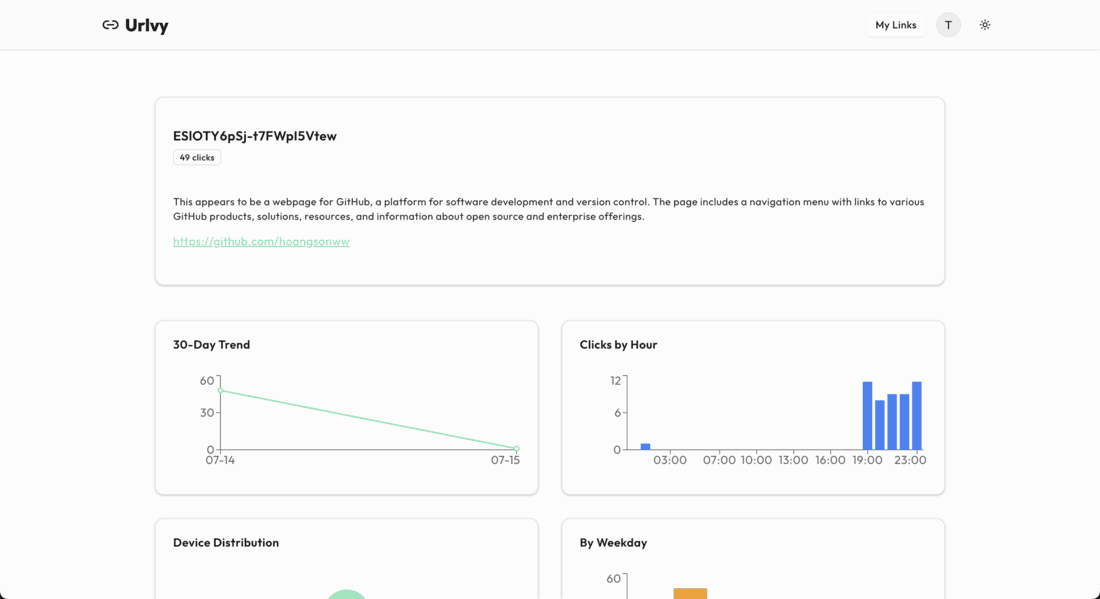 Urlvy
My Links
T
ESIOTY6pSj-t7FWpI5Vtew
49 clicks
This appears to be a webpage for GitHub, a platform for software development and version control. The page includes a navigation menu with links to various
GitHub products, solutions, resources, and information about open source and enterprise offerings.
https://github.com/hoangsonww
30-Day Trend
60
30
0
07-14
07-15
Clicks by Hour
12
6
0
03:00
07:00
10:00
13:00
16:00
19:00
23:00
Device Distribution
By Weekday
60